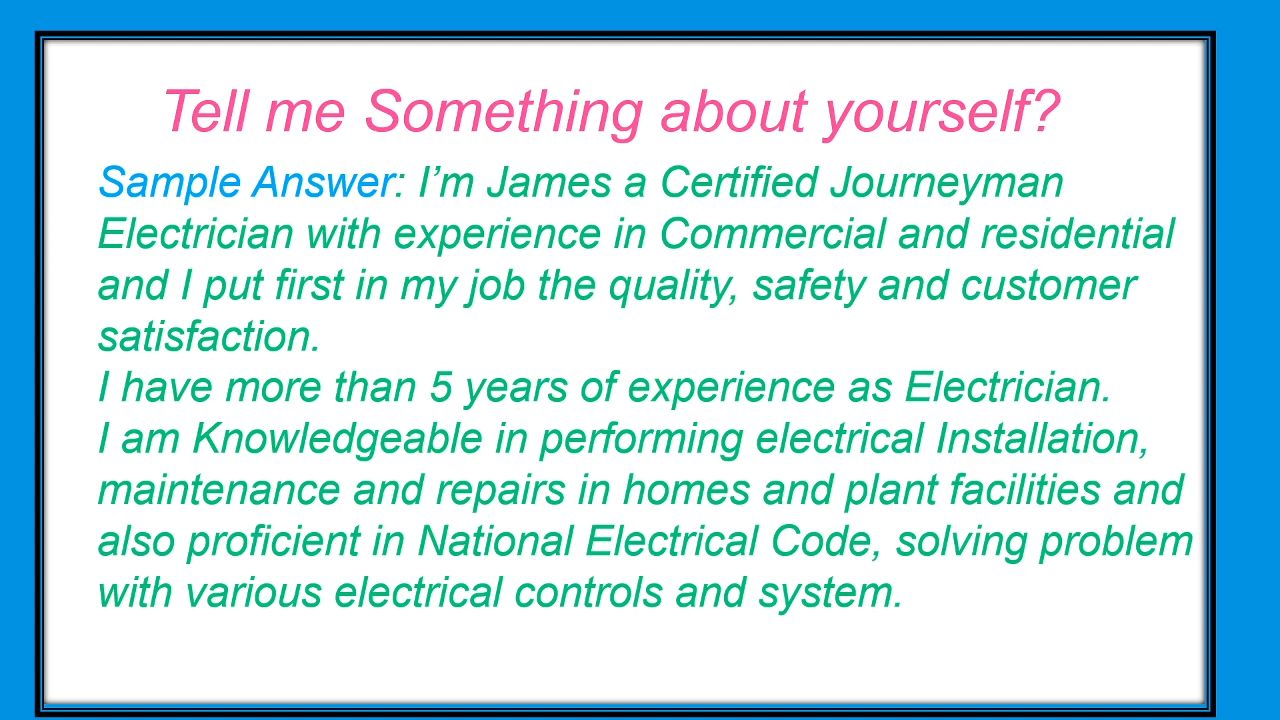 Tell me Something about yourself?
Sample Answer: I’m James a Certified Journeyman
Electrician with experience in Commercial and residential
and I put first in my job the quality, safety and customer
satisfaction.
I have more than 5 years of experience as Electrician.
I am Knowledgeable in performing electrical Installation,
maintenance and repairs in homes and plant facilities and
also proficient in National Electrical Code, solving problem
with various electrical controls and system.